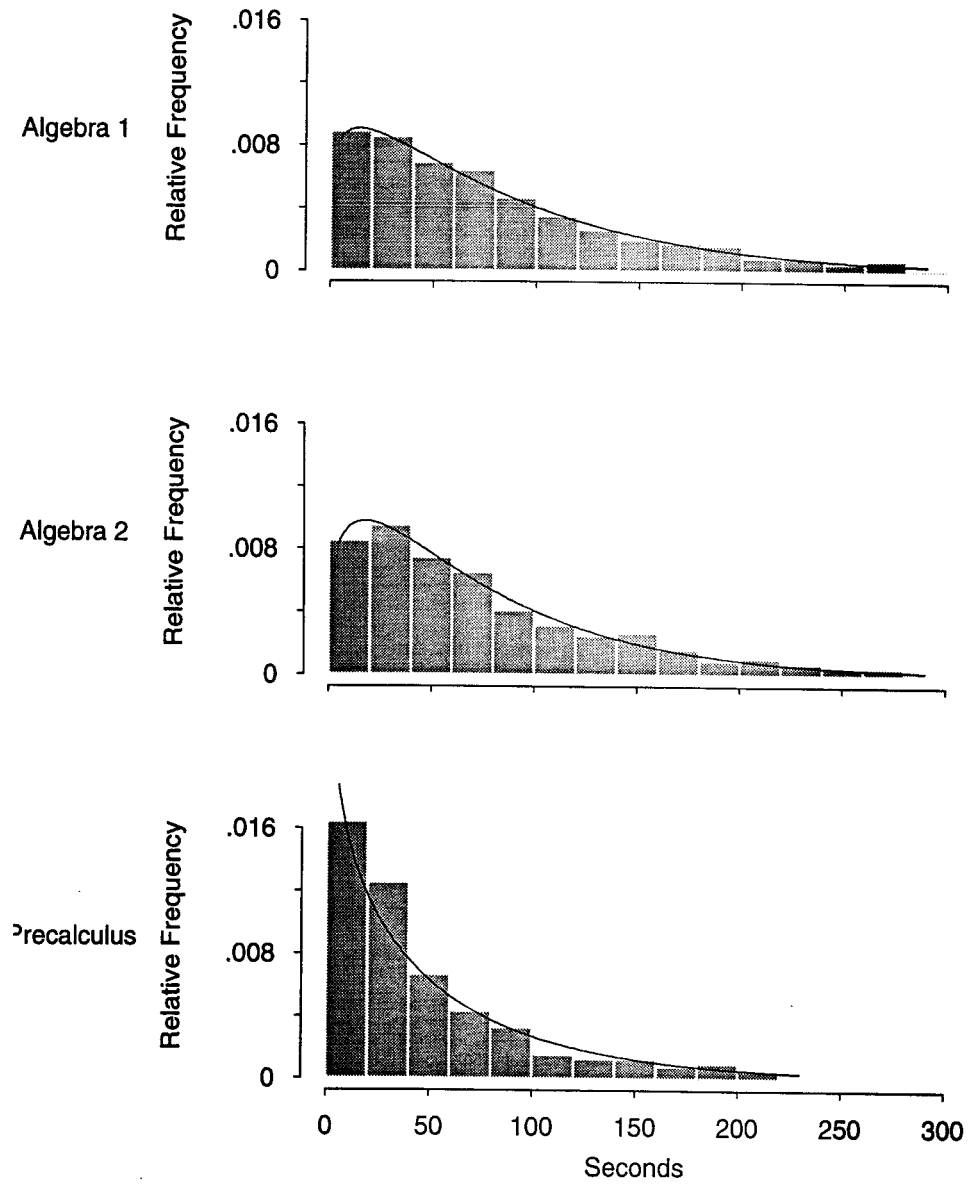 .016
Relative Frequency
Algebra 1
.008
0
.016
Relative Frequency
Algebra 2
.008
0
.016
Relative Frequency
Precalculus
.008
0
0 50 100 150 200 250 300
Seconds